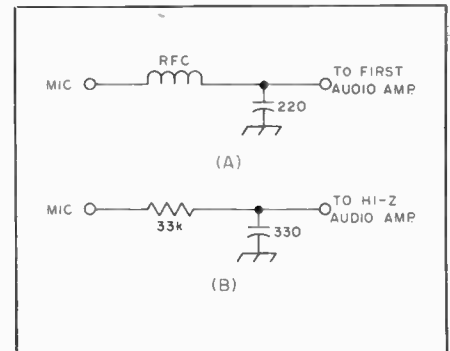 RFC
MIC
TO FIRST
AUDIO AMP.
220
(A)
MIC
33k
TO HI-Z
AUDIO AMP.
330
(B)